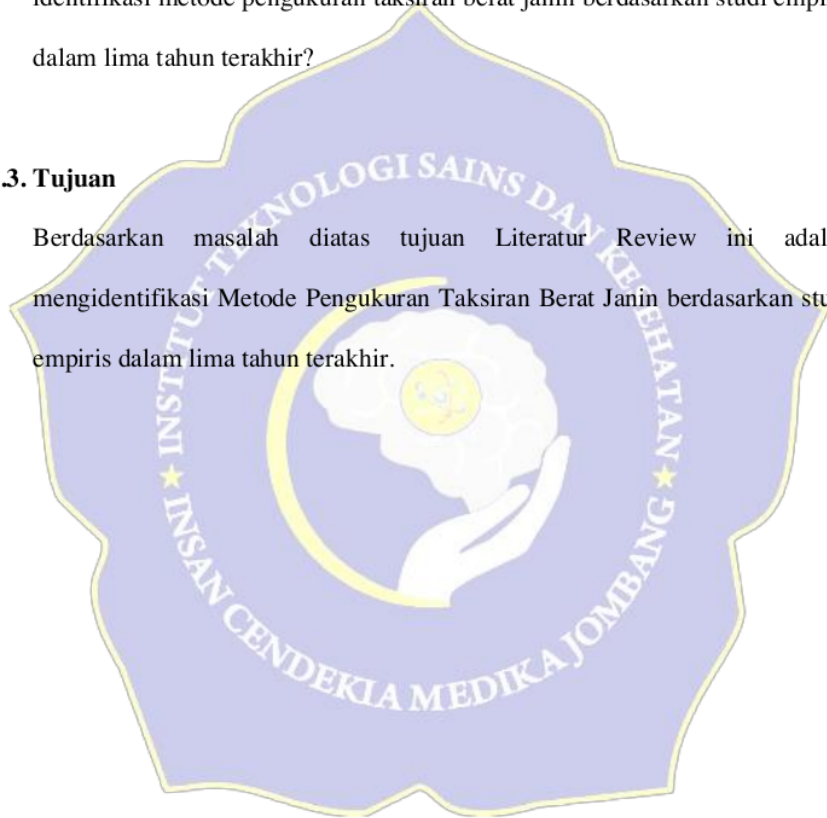 identifikasi metode pengukuran taksiran berat janin berdasarkan studi empi
dalam lima tahun terakhir?
.3. Tujuan
Berdasarkan masalah diatas tujuan Literatur Review ini adal
mengidentifikasi Metode Pengukuran Taksiran Berat Janin berdasarkan stu
empiris dalam lima tahun terakhir.
INSTITUT TEKNOLOGI SAINS DAN KESEHATAN
INSAN CENDEKIA MEDIKA JOMBANG